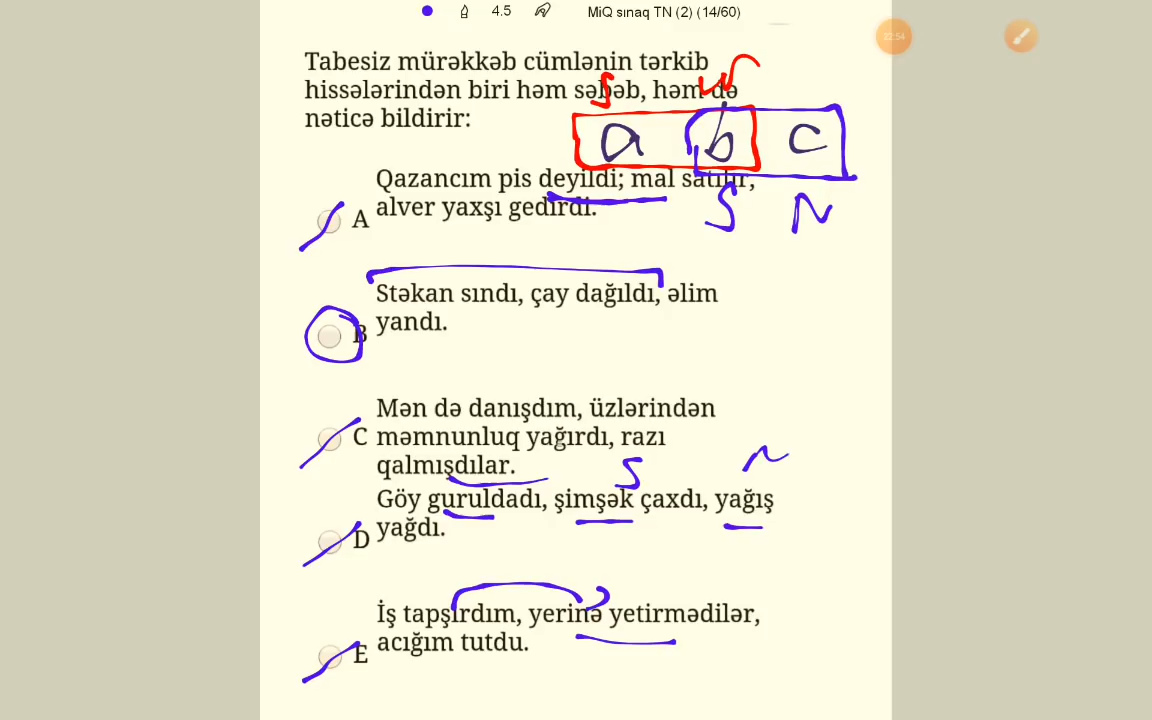 4.5 MiQ sınaq TN (2) (14/60)
22:54
Tabesiz mürəkkəb cümlənin tərkib
hissələrindən biri həm səbəb, həm də
nəticə bildirir:
S N
a b c
Qazancım pis deyildi; mal satılır,
A alver yaxşı gedirdi.
S N
Stəkan sındı, çay dağıldı, əlim
B yandı.
Mən də danışdım, üzlərindən
C məmnunluq yağırdı, razı
qalmışdılar.
S n
Göy guruldadı, şimşək çaxdı, yağış
D yağdı.
İş tapşırdım, yerinə yetirmədilər,
E acığım tutdu.